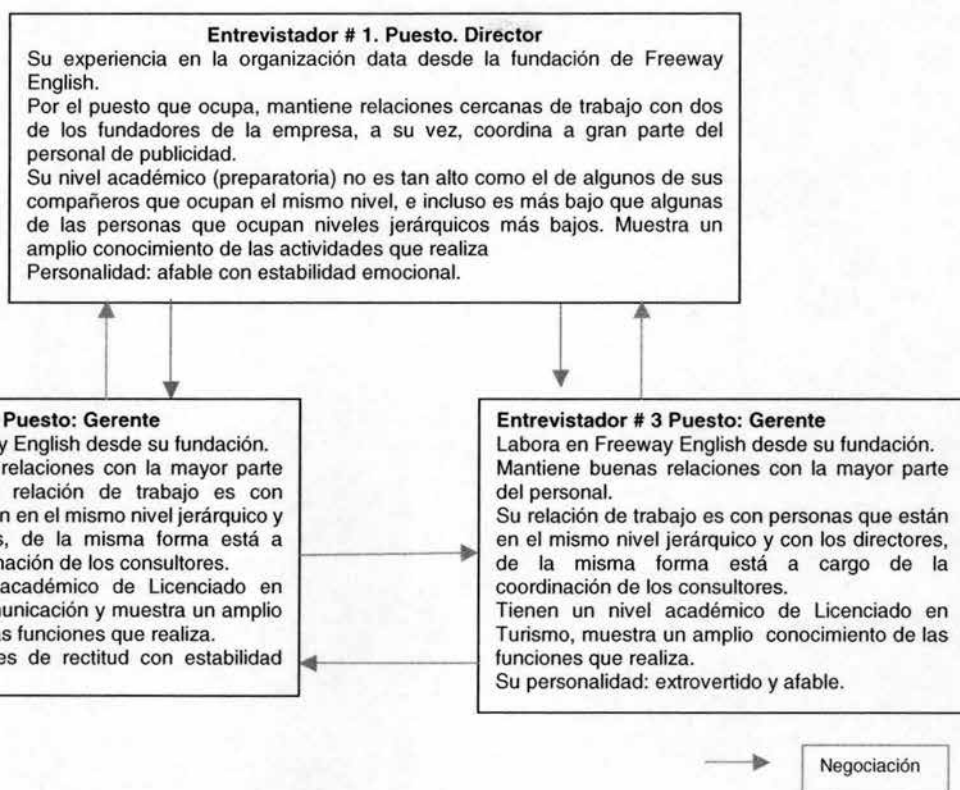 Entrevistador # 1. Puesto. Director
Su experiencia en la organización data desde la fundación de Freeway
English.
Por el puesto que ocupa, mantiene relaciones cercanas de trabajo con dos
de los fundadores de la empresa, a su vez, coordina a gran parte del
personal de publicidad.
Su nivel académico (preparatoria) no es tan alto como el de algunos de sus
compañeros que ocupan el mismo nivel, e incluso es más bajo que algunas
de las personas que ocupan niveles jerárquicos más bajos. Muestra un
amplio conocimiento de las actividades que realiza
Personalidad: afable con estabilidad emocional.
Puesto: Gerente
English desde su fundación.
relaciones con la mayor parte
relación de trabajo es con
en el mismo nivel jerárquico y
de la misma forma está a
de los consultores.
académico de Licenciado en
y muestra un amplio
funciones que realiza.
de rectitud con estabilidad
Entrevistador # 3 Puesto: Gerente
Labora en Freeway English desde su fundación.
Mantiene buenas relaciones con la mayor parte
del personal.
Su relación de trabajo es con personas que están
en el mismo nivel jerárquico y con los directores,
de la misma forma está a cargo de la
coordinación de los consultores.
Tienen un nivel académico de Licenciado en
Turismo, muestra un amplio conocimiento de las
funciones que realiza.
Su personalidad: extrovertido y afable.
Negociación